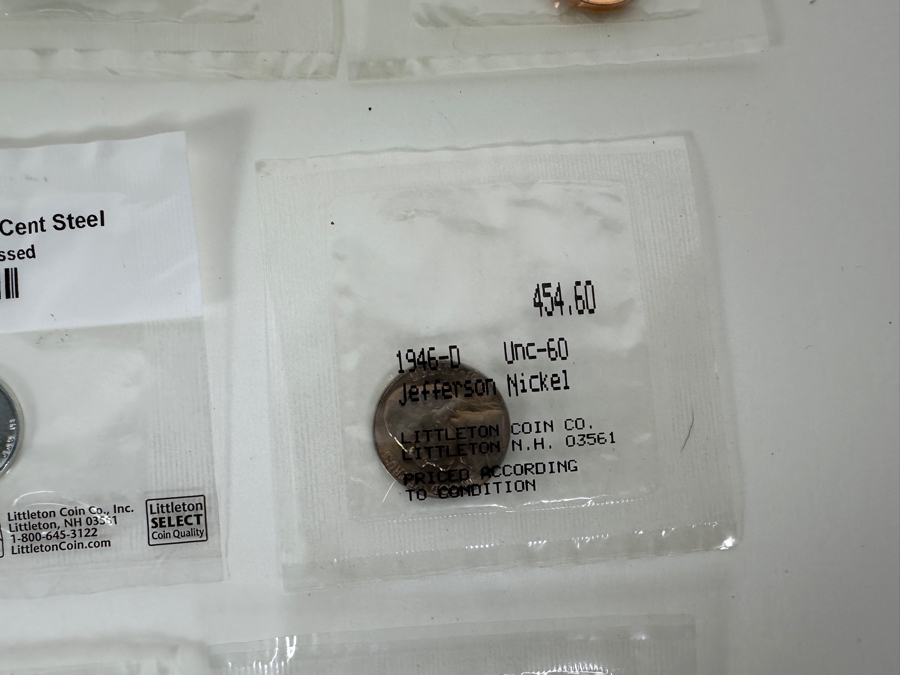 Cent Steel
ssed
Littleton Coin Co., Inc.
Littleton, NH 03561
1-800-645-3122
LittletonCoin.com
Littleton
SELECT
Coin Quality
454.60
1946-D Unc-60
Jefferson Nickel
LITTLETON COIN CO.
LITTLETON N.H. 03561
PRICED ACCORDING
TO CONDITION